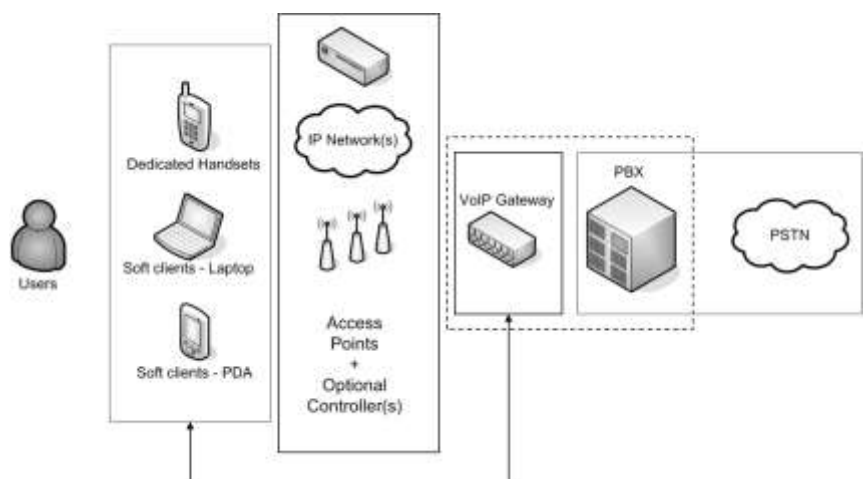 Users
Dedicated Handsets
Soft clients - Laptop
Soft clients - PDA
IP Network(s)
Access
Points
+
Optional
Controller(s)
VoIP Gateway
PBX
PSTN